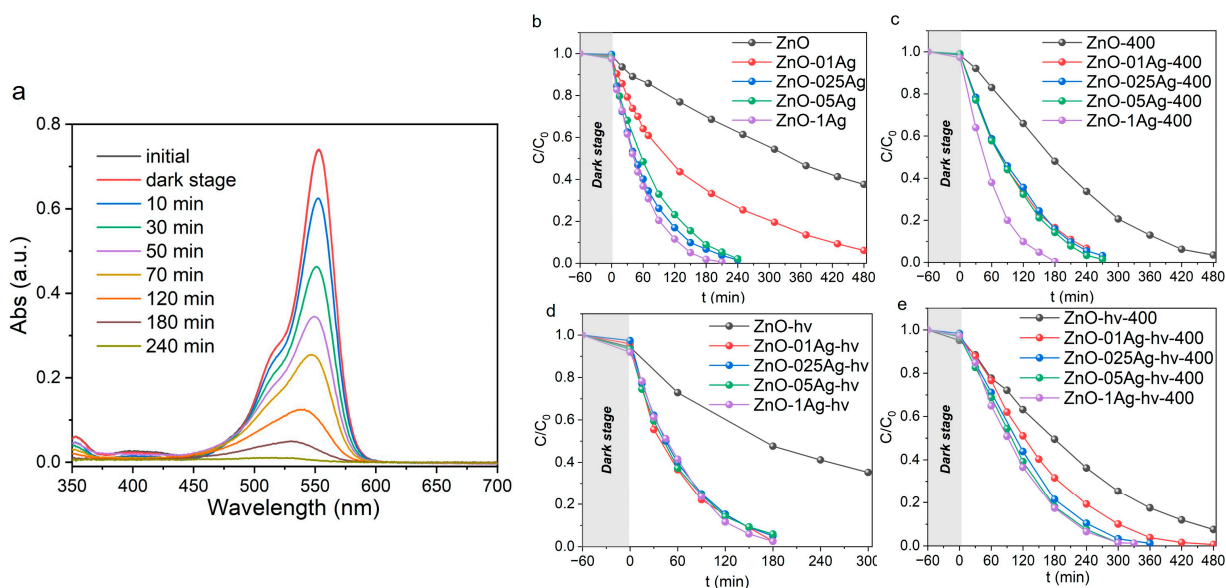 a
Abs (a.u.)
0.8
0.6
0.4
0.2
0.0
initial
dark stage
10 min
30 min
50 min
70 min
120 min
180 min
240 min
350 400 450 500 550 600 650 700
Wavelength (nm)
b
C/C₀
1.0
0.8
0.6
0.4
0.2
0.0
Dark stage
ZnO
ZnO-01Ag
ZnO-025Ag
ZnO-05Ag
ZnO-1Ag
−60 0 60 120 180 240 300 360 420 480
t (min)
c
C/C₀
1.0
0.8
0.6
0.4
0.2
0.0
Dark stage
ZnO-400
ZnO-01Ag-400
ZnO-025Ag-400
ZnO-05Ag-400
ZnO-1Ag-400
−60 0 60 120 180 240 300 360 420 480
t (min)
d
C/C₀
1.0
0.8
0.6
0.4
0.2
0.0
Dark stage
ZnO-hv
ZnO-01Ag-hv
ZnO-025Ag-hv
ZnO-05Ag-hv
ZnO-1Ag-hv
−60 0 60 120 180 240 300
t (min)
e
C/C₀
1.0
0.8
0.6
0.4
0.2
0.0
Dark stage
ZnO-hv-400
ZnO-01Ag-hv-400
ZnO-025Ag-hv-400
ZnO-05Ag-hv-400
ZnO-1Ag-hv-400
−60 0 60 120 180 240 300 360 420 480
t (min)